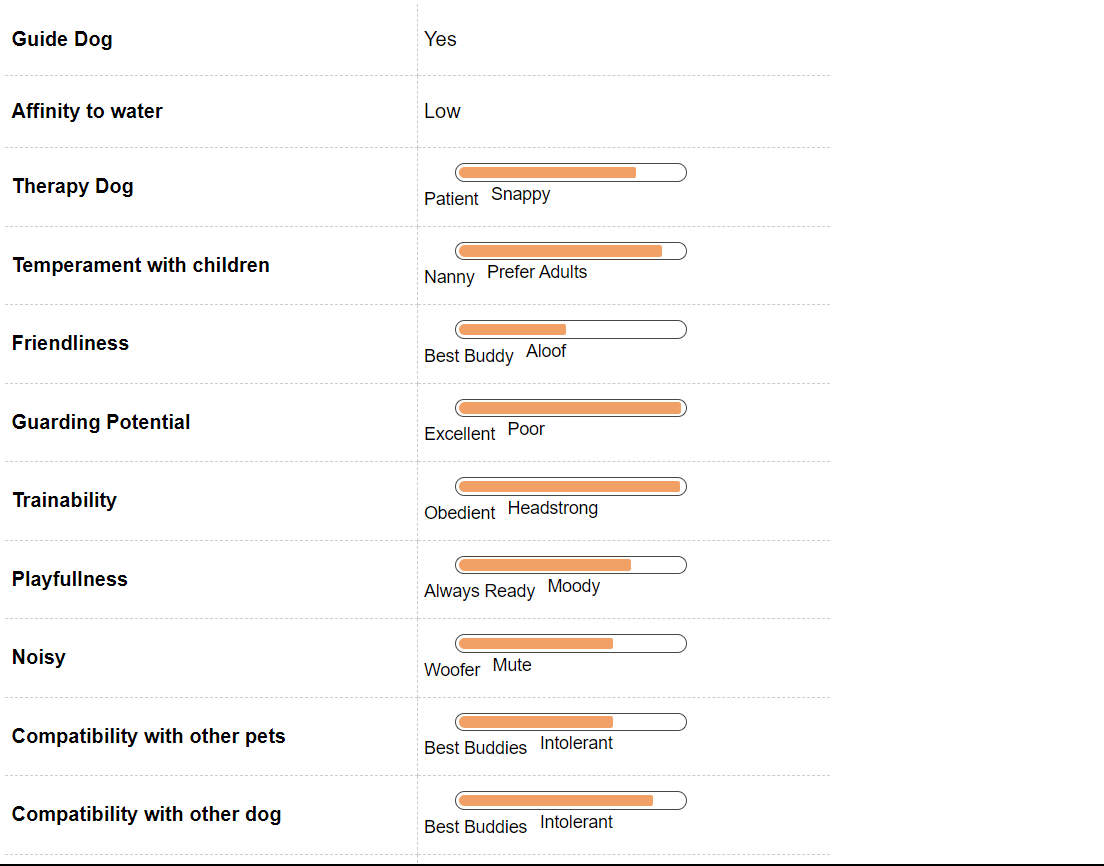 Guide Dog Yes
Affinity to water Low
Therapy Dog Patient Snappy
Temperament with children Nanny Prefer Adults
Friendliness Best Buddy Aloof
Guarding Potential Excellent Poor
Trainability Obedient Headstrong
Playfullness Always Ready Moody
Noisy Woofer Mute
Compatibility with other pets Best Buddies Intolerant
Compatibility with other dog Best Buddies Intolerant